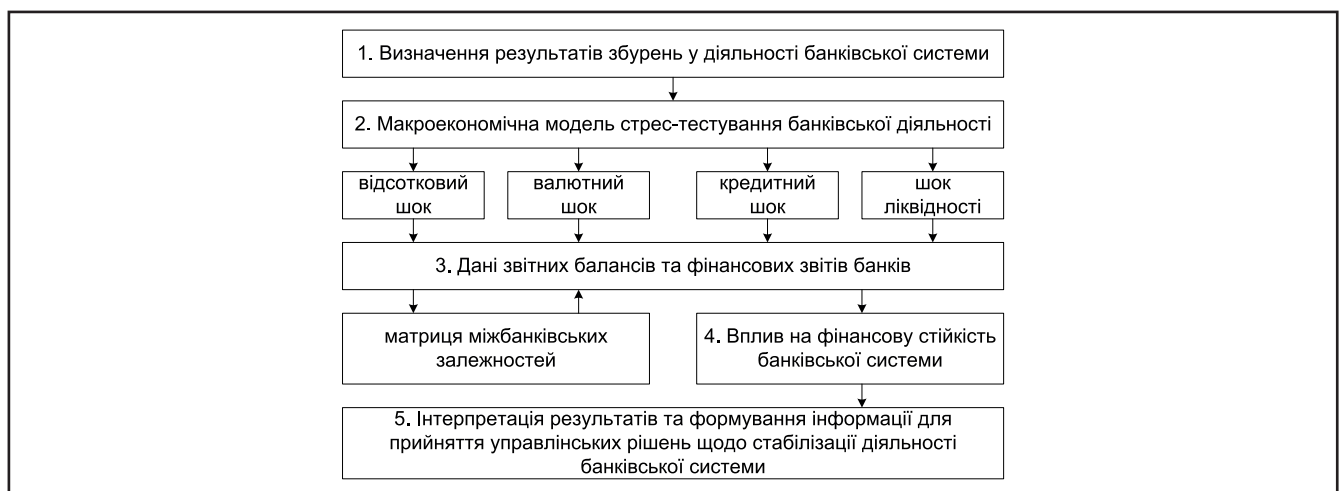 1. Визначення результатів збурень у діяльності банківської системи
2. Макроекономічна модель стрес-тестування банківської діяльності
відсотковий
шок
валютний
шок
кредитний
шок
шок
ліквідності
3. Дані звітних балансів та фінансових звітів банків
матриця міжбанківських
залежностей
4. Вплив на фінансову стійкість
банківської системи
5. Інтерпретація результатів та формування інформації для
прийняття управлінських рішень щодо стабілізації діяльності
банківської системи